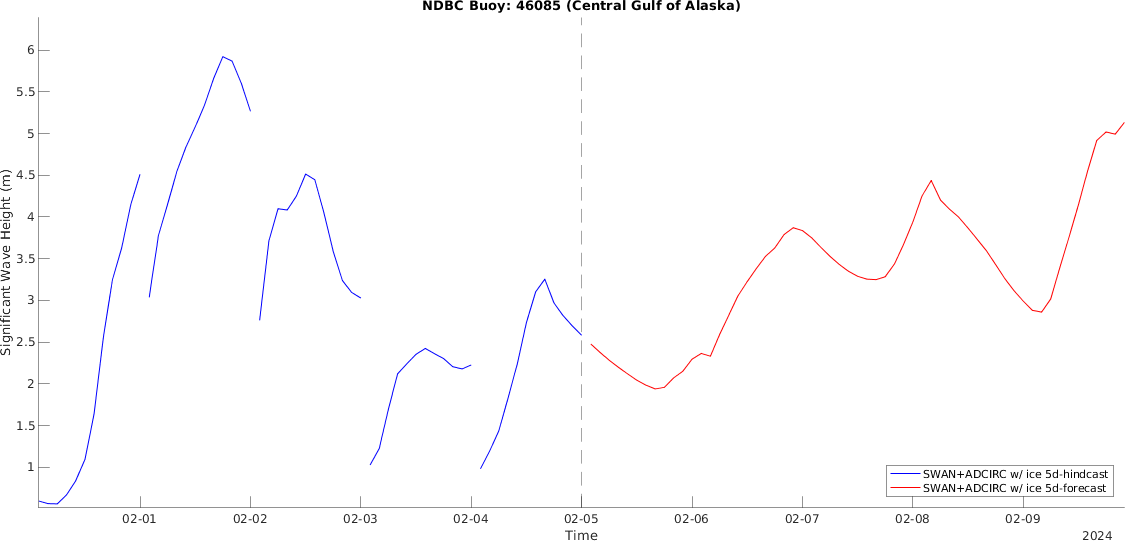 NDBC Buoy: 46085 (Central Gulf of Alaska)
Significant Wave Height (m)
6
5.5
5
4.5
4
3.5
3
2.5
2
1.5
1
SWAN+ADCIRC w/ ice 5d-hindcast
SWAN+ADCIRC w/ ice 5d-forecast
02-01 02-02 02-03 02-04 02-05 02-06 02-07 02-08 02-09
Time
2024